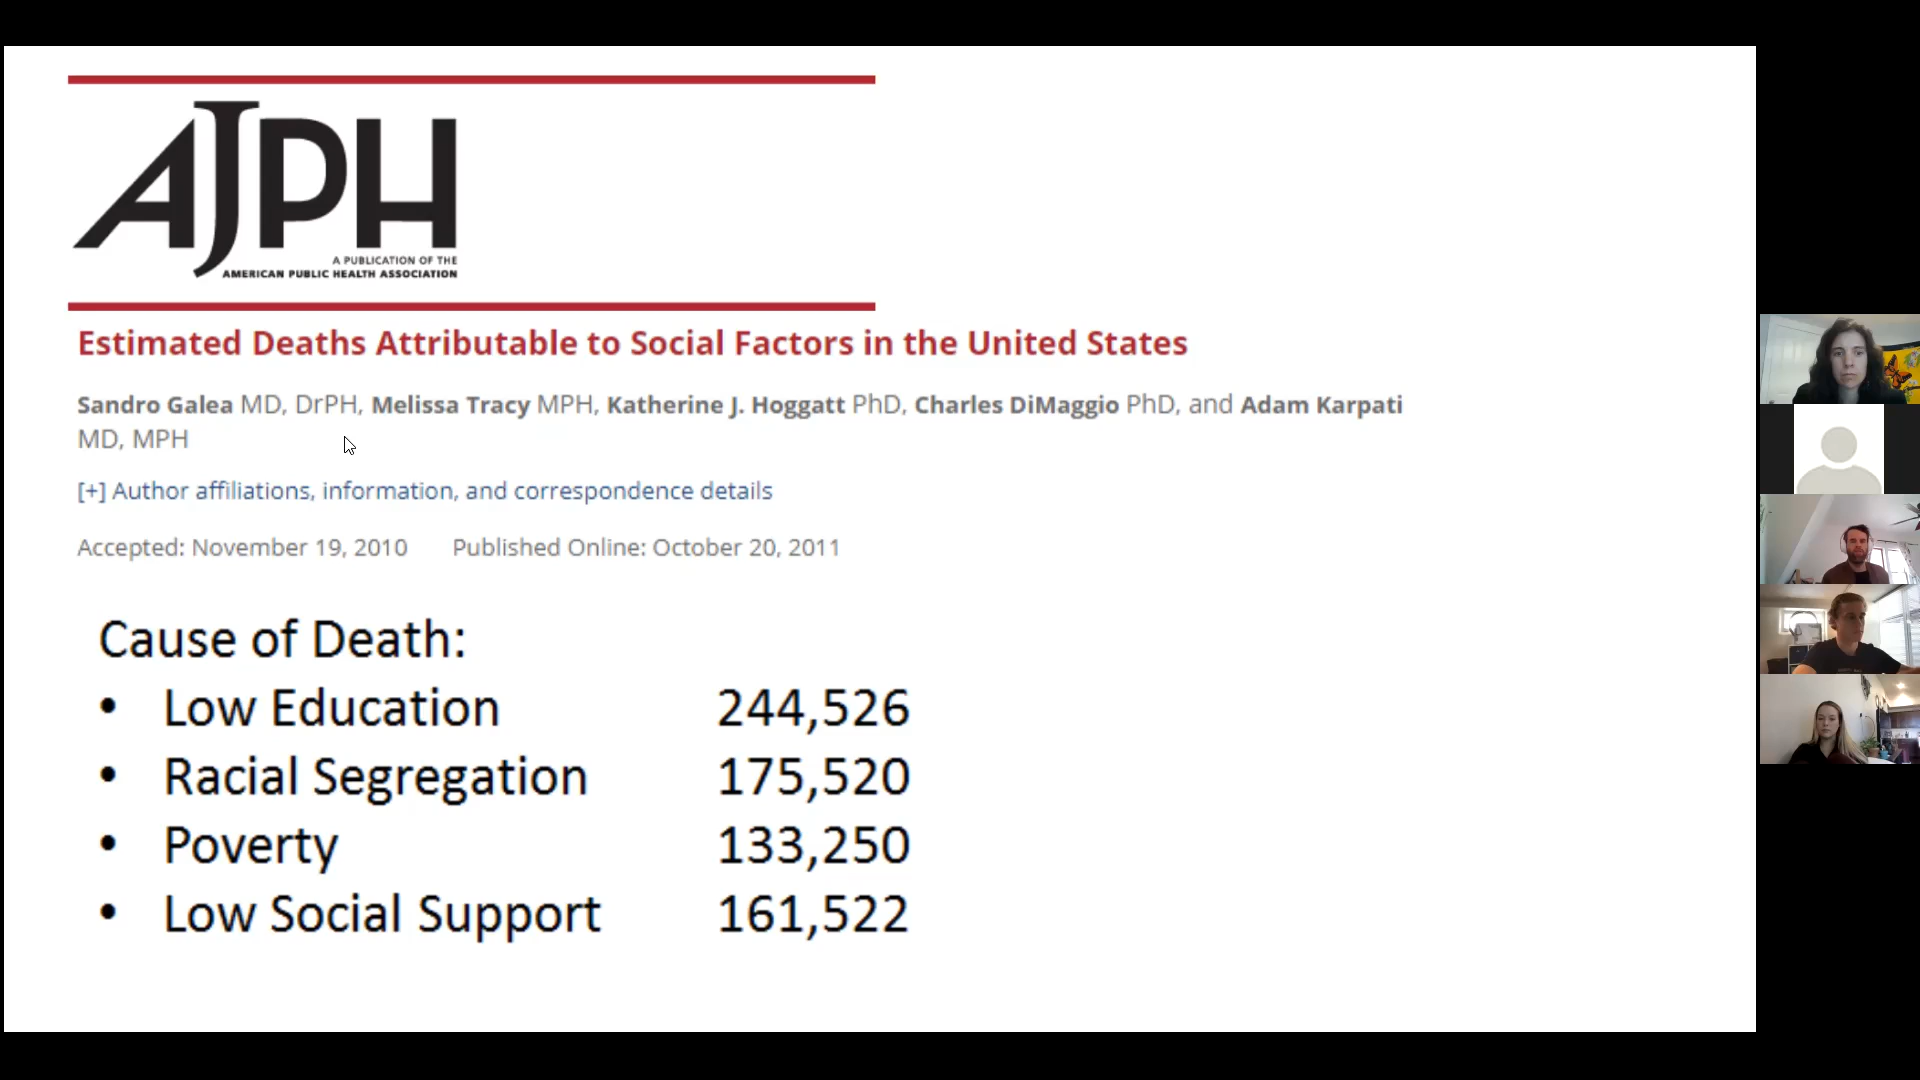 AJPH
A PUBLICATION OF THE
AMERICAN PUBLIC HEALTH ASSOCIATION
Estimated Deaths Attributable to Social Factors in the United States
Sandro Galea MD, DrPH, Melissa Tracy MPH, Katherine J. Hoggatt PhD, Charles DiMaggio PhD, and Adam Karpati
MD, MPH
[+] Author affiliations, information, and correspondence details
Accepted: November 19, 2010 Published Online: October 20, 2011
Cause of Death:
• Low Education 244,526
• Racial Segregation 175,520
• Poverty 133,250
• Low Social Support 161,522